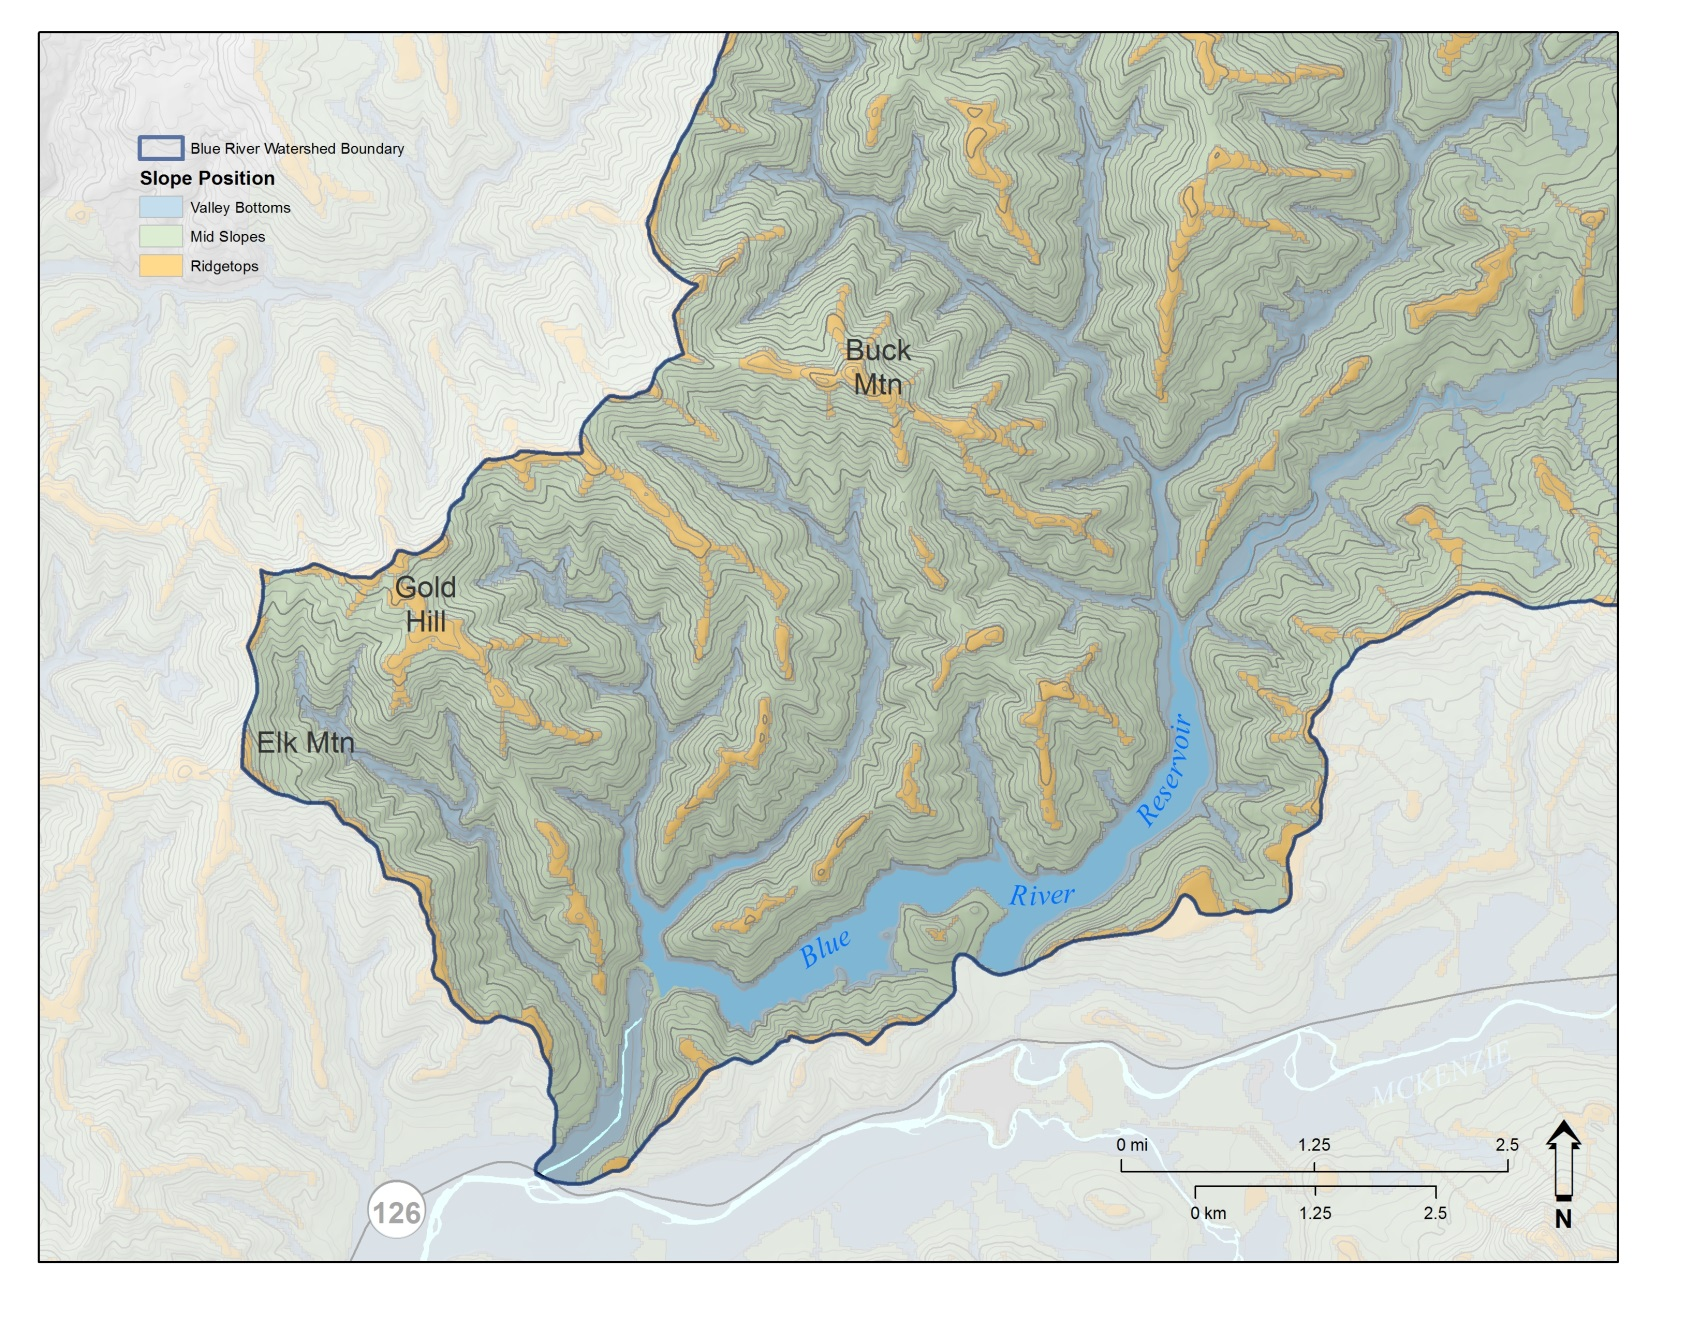 Blue River Watershed Boundary
Slope Position
Valley Bottoms
Mid Slopes
Ridgetops
Buck
Mtn
Gold
Hill
Elk Mtn
Blue
River
Reservoir
MCKENZIE
0 mi 1.25 2.5
0 km 1.25 2.5
N
126